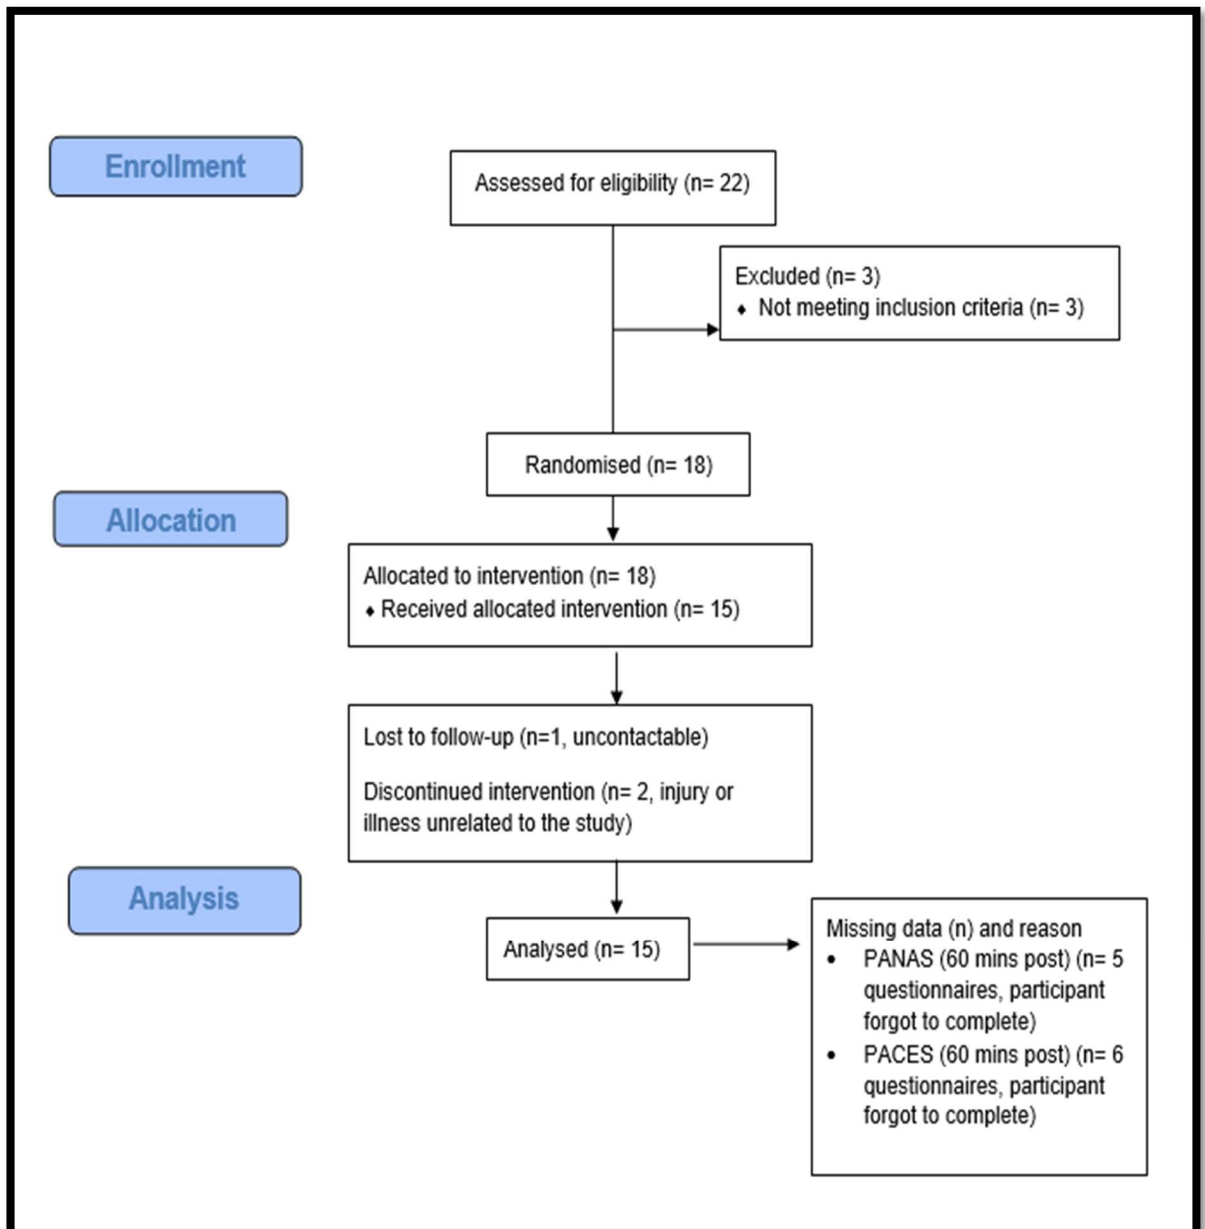 Enrollment
Assessed for eligibility (n= 22)
Excluded (n= 3)
♦ Not meeting inclusion criteria (n= 3)
Randomised (n= 18)
Allocation
Allocated to intervention (n= 18)
♦ Received allocated intervention (n= 15)
Lost to follow-up (n=1, uncontactable)
Discontinued intervention (n= 2, injury or
illness unrelated to the study)
Analysis
Analysed (n= 15)
Missing data (n) and reason
• PANAS (60 mins post) (n= 5
questionnaires, participant
forgot to complete)
• PACES (60 mins post) (n= 6
questionnaires, participant
forgot to complete)